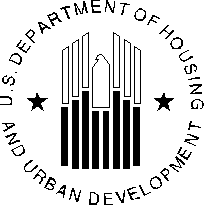 U.S. DEPARTMENT OF HOUSING
AND URBAN DEVELOPMENT